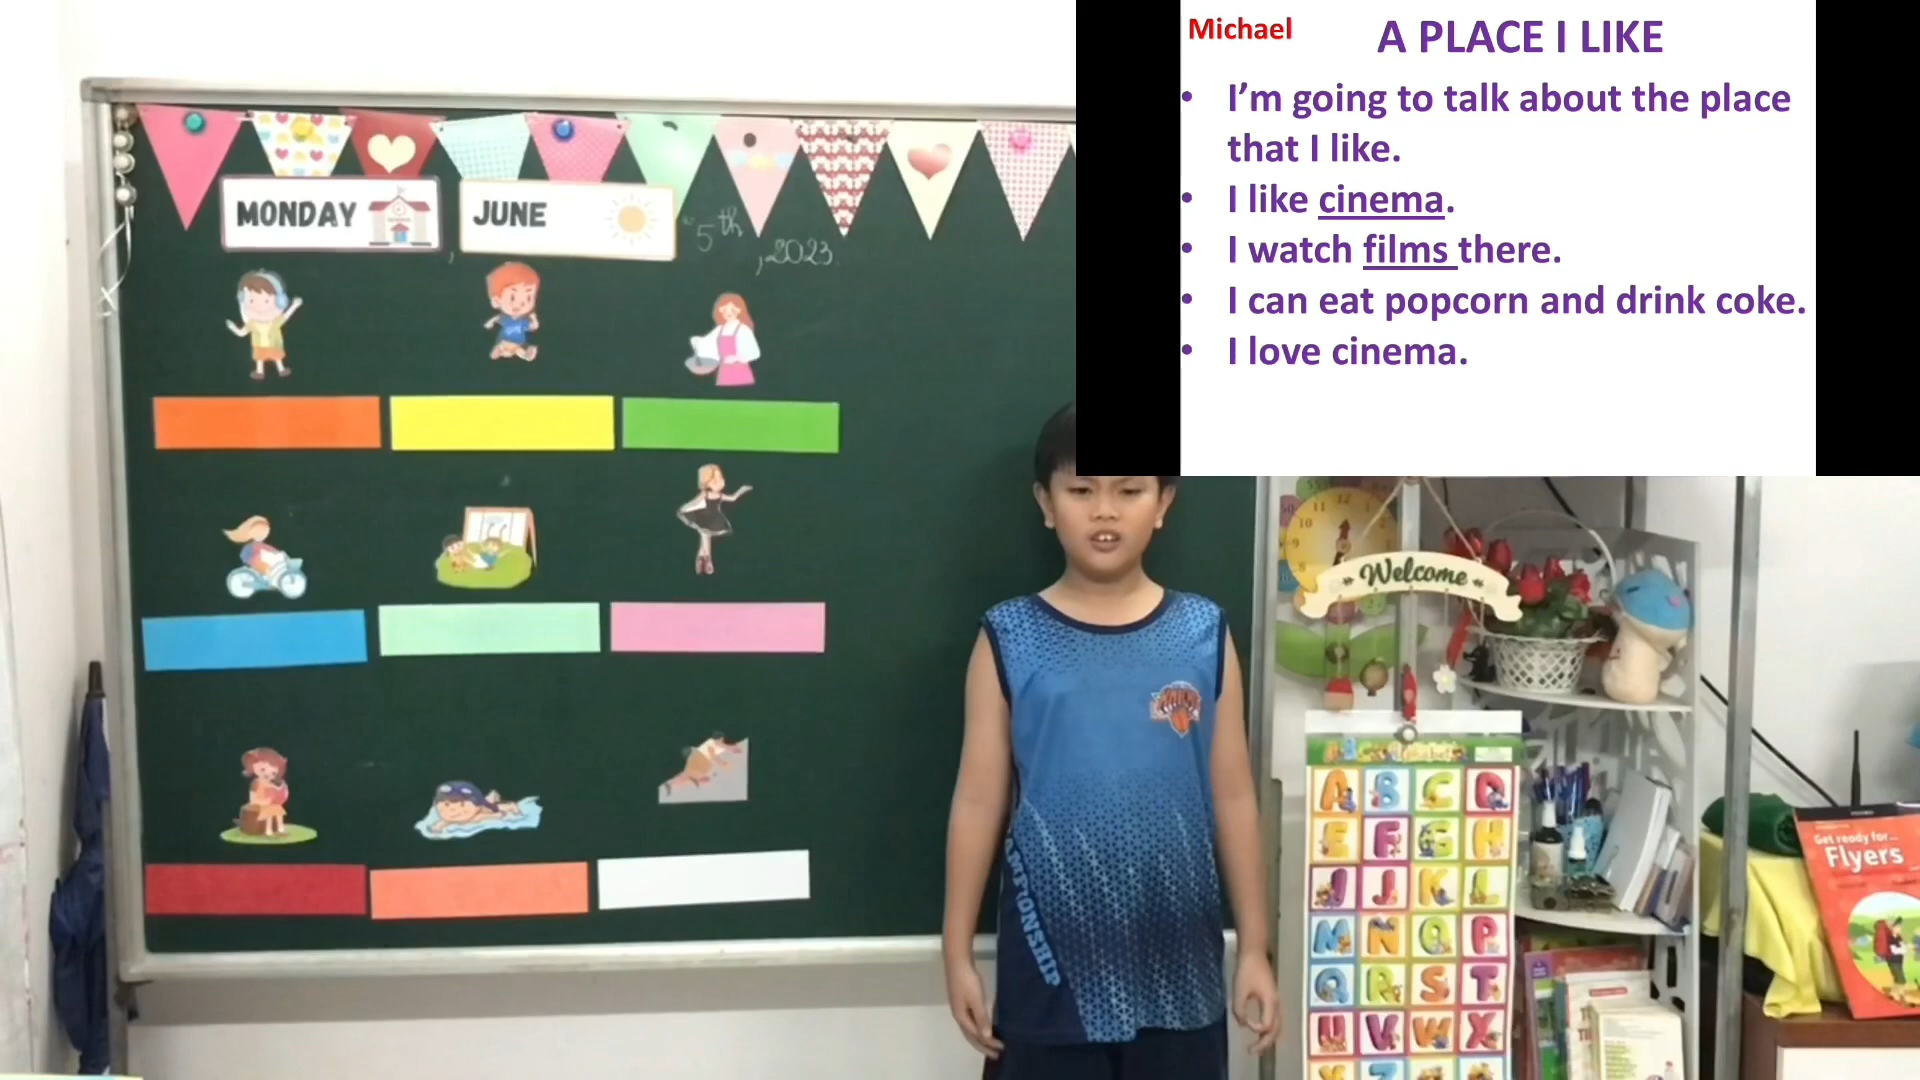 Michael
A PLACE I LIKE
• I’m going to talk about the place
that I like.
• I like cinema.
• I watch films there.
• I can eat popcorn and drink coke.
• I love cinema.
MONDAY
JUNE
5th
, 2023.
Welcome
A B C D
E F G H
I J K L
M N O P
Q R S T
U V W X
Y Z
Get ready for...
Flyers